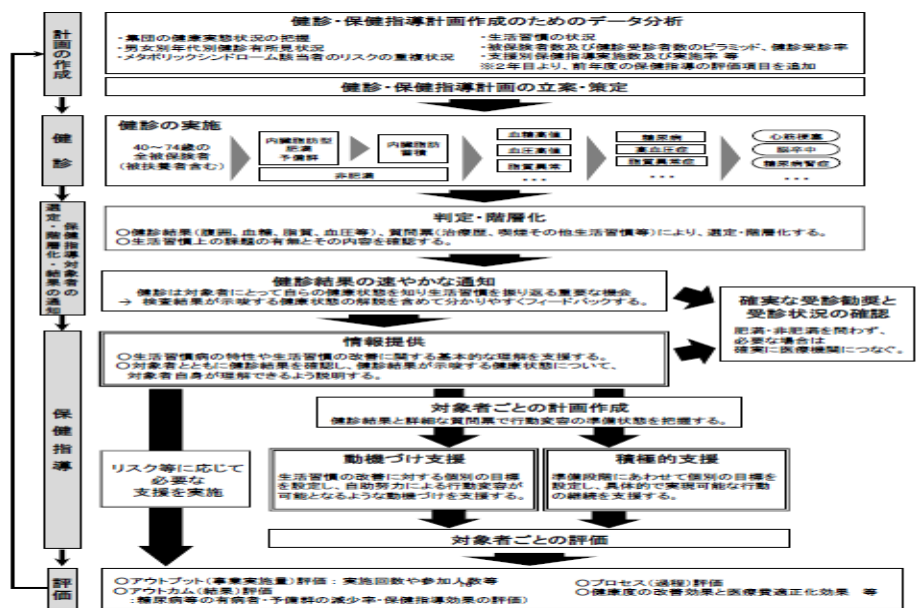 計画の作成
健診・保健指導計画作成のためのデータ分析
・集団の健康実態状況の把握
・男女別年代別健診有所見状況
・メタボリックシンドローム該当者のリスクの重複状況
・生活習慣の状況
・被保険者数及び健診受診者数のピラミッド、健診受診率
・支援別保健指導実施数及び実施率 等
※2年目より、前年度の保健指導の評価項目を追加
健診・保健指導計画の立案・策定
健診
健診の実施
40～74歳の
全被保険者
(被扶養者含む)
内臓脂肪型
肥満
予備群
内臓脂肪
蓄積
非肥満
血糖高値
血圧高値
脂質異常
・・・
糖尿病
高血圧症
脂質異常症
・・・
心筋梗塞
脳卒中
糖尿病腎症
・・・
保健指導対象者の
選定・階層化・結果の通知
判定・階層化
○健診結果(腹囲、血糖、脂質、血圧等)、質問票(治療歴、喫煙その他生活習慣等)により、選定・階層化する。
○生活習慣上の課題の有無とその内容を確認する。
健診結果の速やかな通知
健診は対象者にとって自らの健康状態を知り生活習慣を振り返る重要な機会
→ 検査結果が示唆する健康状態の解説を含めて分かりやすくフィードバックする。
確実な受診勧奨と
受診状況の確認
肥満・非肥満を問わず、
必要な場合は
確実に医療機関につなぐ。
保健指導
情報提供
○生活習慣病の特性や生活習慣の改善に関する基本的な理解を支援する。
○対象者とともに健診結果を確認し、健診結果が示唆する健康状態について、
対象者自身が理解できるよう説明する。
対象者ごとの計画作成
健診結果と詳細な質問票で行動変容の準備状態を把握する。
リスク等に応じて
必要な
支援を実施
動機づけ支援
生活習慣の改善に対する個別の目標
を設定し、自助努力による行動変容が
可能となるような動機づけを支援する。
積極的支援
準備段階にあわせて個別の目標を
設定し、具体的で実現可能な行動
の継続を支援する。
対象者ごとの評価
評価
○アウトプット(事業実施量)評価：実施回数や参加人数等
○アウトカム(結果)評価
：糖尿病等の有病者・予備群の減少率・保健指導効果の評価)
○プロセス(過程)評価
○健康度の改善効果と医療費適正化効果 等